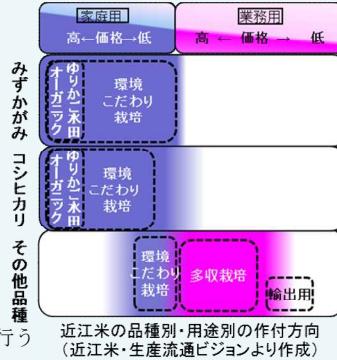 家庭用
業務用
高←価格→低
高 ← 価格 → 低
みずかがみ
オーガニック
ゆりかご水田
環境
こだわり
栽培
コシヒカリ
オーガニック
ゆりかご水田
環境
こだわり
栽培
その他品種
環境
こだわり
栽培
多収栽培
輸出用
行う
近江米の品種別・用途別の作付方向
（近江米・生産流通ビジョンより作成）